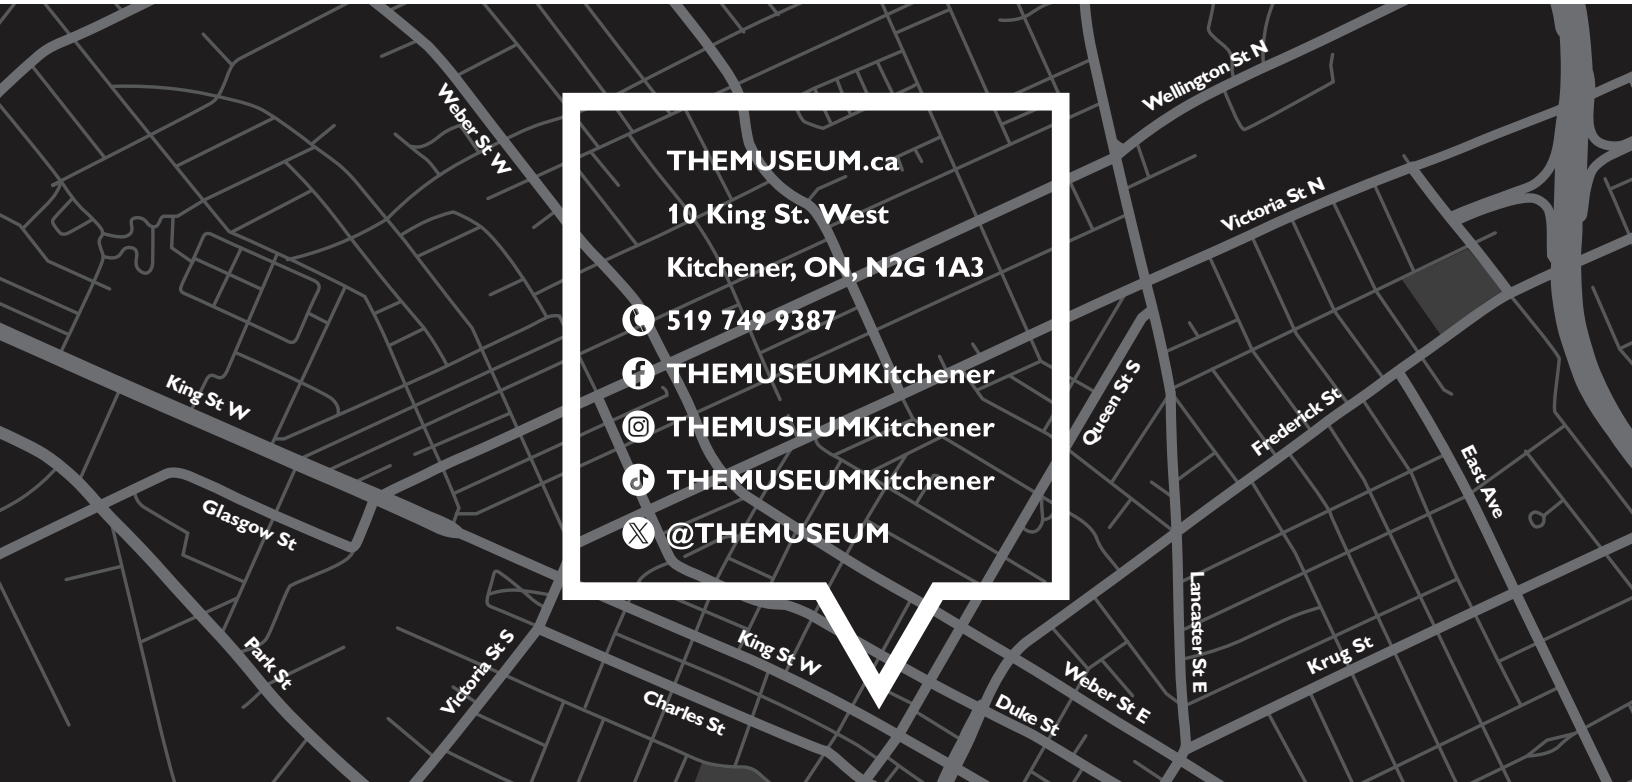 Wellington St N
Weber St W
THEMUSEUM.ca
10 King St. West
Kitchener, ON, N2G 1A3
519 749 9387
THEMUSEUMKitchener
THEMUSEUMKitchener
THEMUSEUMKitchener
@THEMUSEUM
Victoria St N
King St W
Queen St S
Frederick St
East Ave
Glasgow St
Lancaster St E
Park St
Victoria St S
King St W
Krug St
Weber St E
Charles St
Duke St